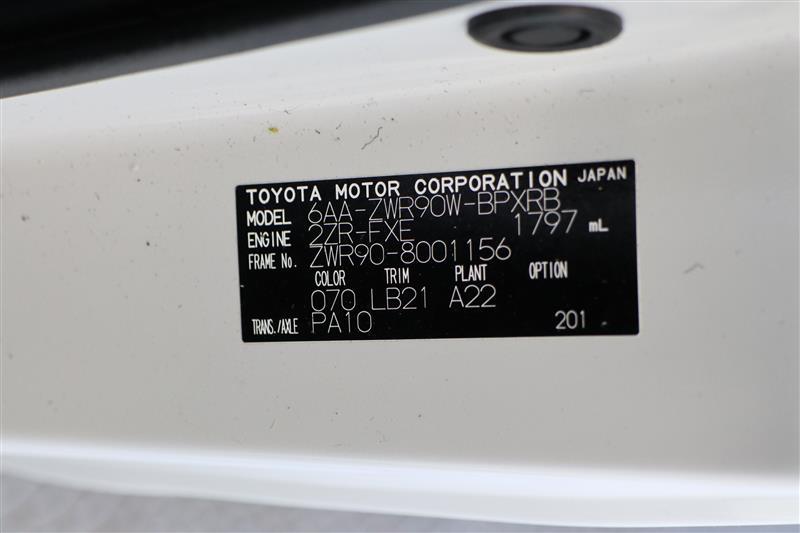 TOYOTA MOTOR CORPORATION JAPAN
MODEL 6AA-ZWR90W-BPXRB
ENGINE 2ZR-FXE 1797 mL
FRAME No. ZWR90-8001156
COLOR TRIM PLANT OPTION
070 LB21 A22
TRANS./AXLE PA10 201